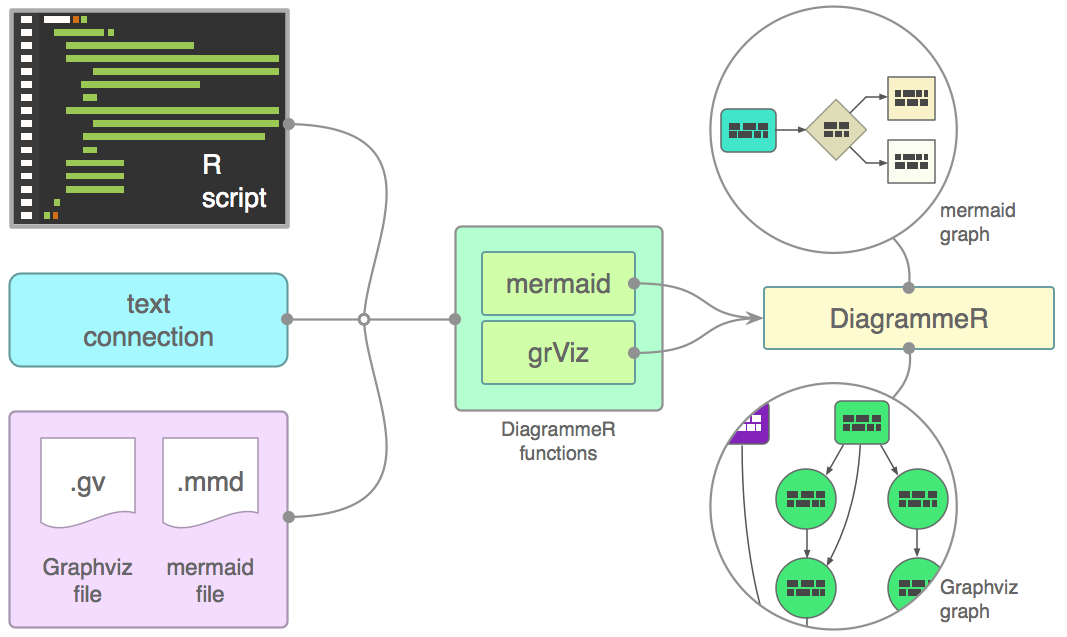 R
script
text
connection
.gv
.mmd
Graphviz
file
mermaid
file
mermaid
grViz
DiagrammeR
functions
mermaid
graph
DiagrammeR
Graphviz
graph